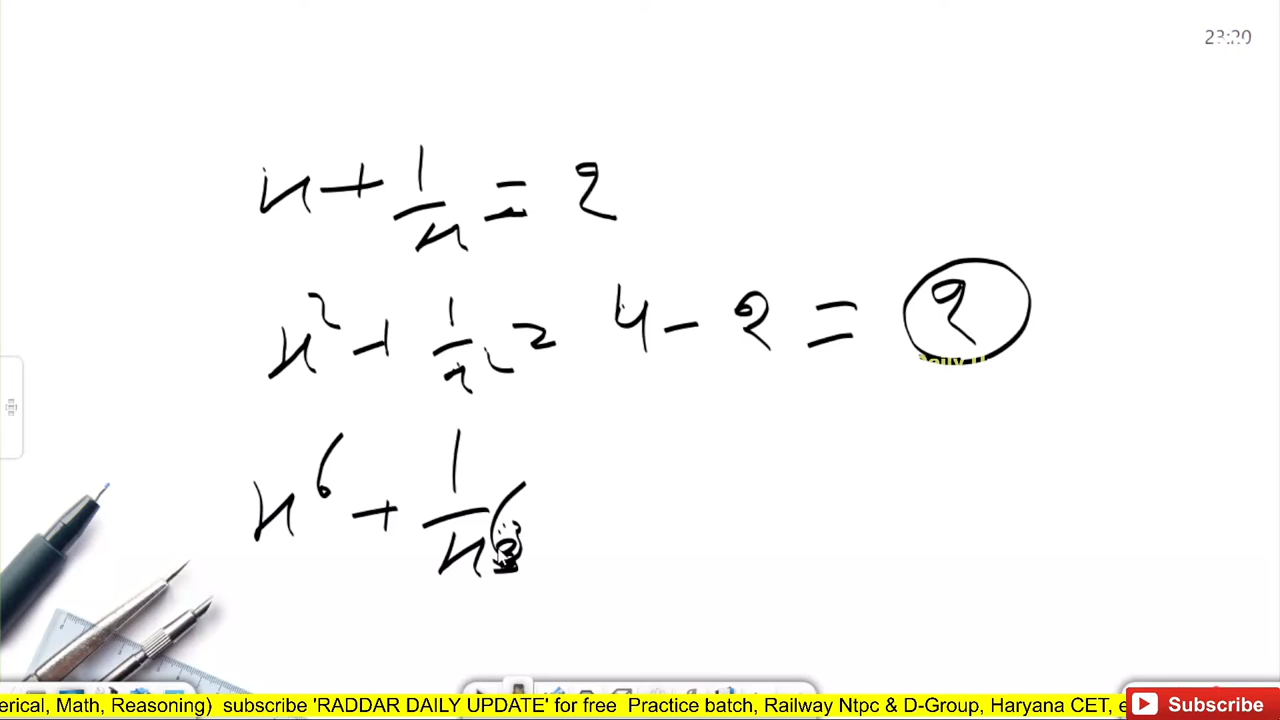 23:20
x + 1/x = 2
x² + 1/x² = 4 - 2 = 2
Daily U
x⁶ + 1/x⁶
erical, Math, Reasoning) subscribe 'RADDAR DAILY UPDATE' for free Practice batch, Railway Ntpc & D-Group, Haryana CET, e
Subscribe